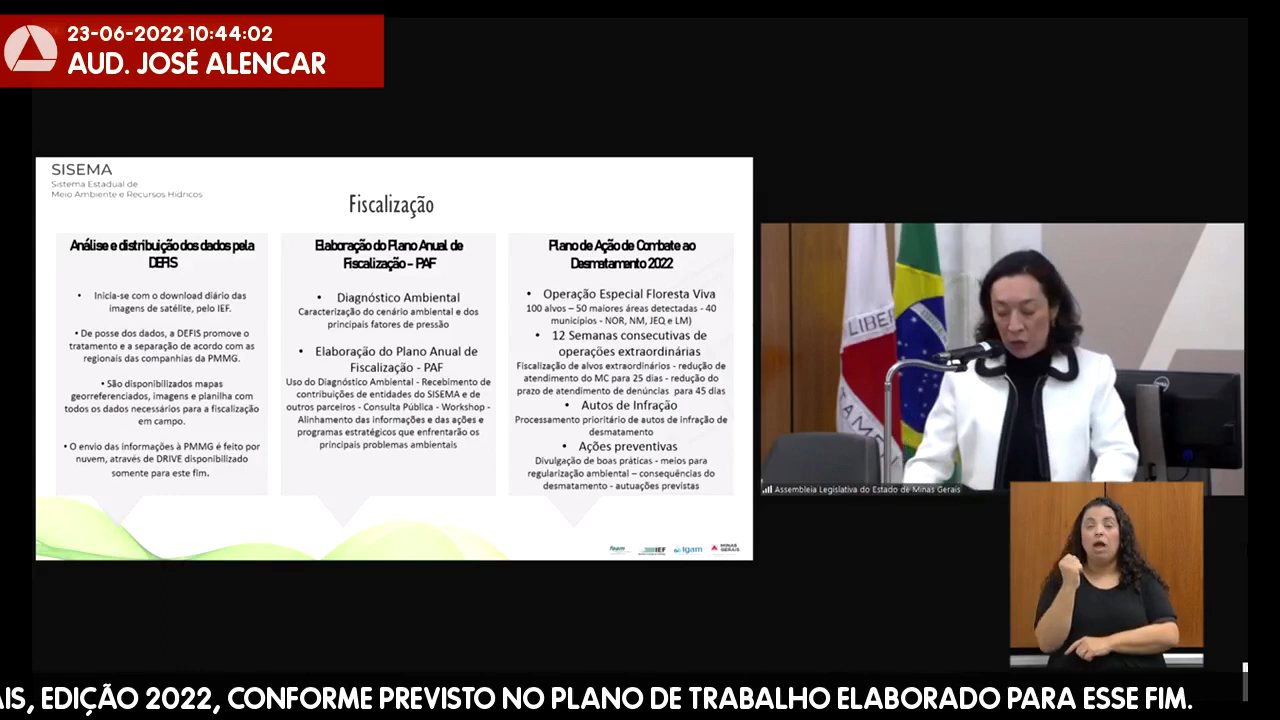 23-06-2022 10:44:02
AUD. JOSÉ ALENCAR
SISEMA
Sistema Estadual de
Meio Ambiente e Recursos Hídricos
Fiscalização
Análise e distribuição dos dados pela
DEFIS
• Inicia-se com o download diário das
imagens de satélite, pelo IEF.
• De posse dos dados, a DEFIS promove o
tratamento e a separação de acordo com as
regionais das companhias da PMMG.
• São disponibilizados mapas
georreferenciados, imagens e planilha com
todos os dados necessários para a fiscalização
em campo.
• O envio das informações à PMMG é feito por
nuvem, através de DRIVE disponibilizado
somente para este fim.
Elaboração do Plano Anual de
Fiscalização - PAF
• Diagnóstico Ambiental
Caracterização do cenário ambiental e dos
principais fatores de pressão
• Elaboração do Plano Anual de
Fiscalização - PAF
Uso do Diagnóstico Ambiental - Recebimento de
contribuições de entidades do SISEMA e de
outros parceiros - Consulta Pública - Workshop -
Alinhamento das informações e das ações e
programas estratégicos que enfrentarão os
principais problemas ambientais
Plano de Ação de Combate ao
Desmatamento 2022
• Operação Especial Floresta Viva
100 alvos – 50 maiores áreas detectadas - 40
municípios - NOR, NM, JEQ e LM)
• 12 Semanas consecutivas de
operações extraordinárias
Fiscalização de alvos extraordinários - redução de
atendimento do MC para 25 dias - redução do
prazo de atendimento de denúncias para 45 dias
• Autos de Infração
Processamento prioritário de autos de infração de
desmatamento
• Ações preventivas
Divulgação de boas práticas - meios para
regularização ambiental – consequências do
desmatamento - autuações previstas
feam
IEF
igam
MINAS
GERAIS
LIBER
TAM
DELL
Assembleia Legislativa do Estado de Minas Gerais
AIS, EDIÇÃO 2022, CONFORME PREVISTO NO PLANO DE TRABALHO ELABORADO PARA ESSE FIM.